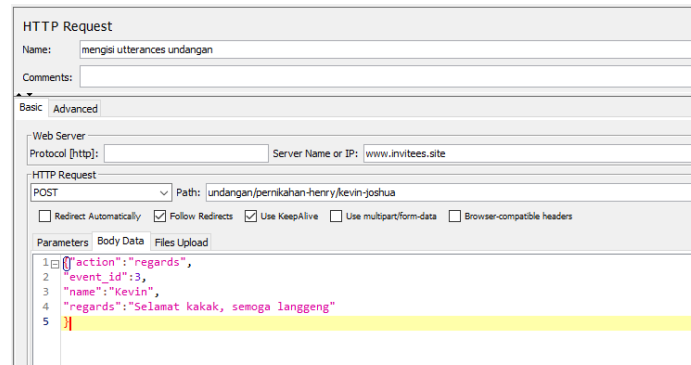 HTTP Request
Name: mengisi utterances undangan
Comments:
Basic Advanced
Web Server
Protocol [http]: Server Name or IP: www.invitees.site
HTTP Request
POST Path: undangan/pernikahan-henry/kevin-joshua
Redirect Automatically Follow Redirects Use KeepAlive Use multipart/form-data Browser-compatible headers
Parameters Body Data Files Upload
1 {"action":"regards",
2 "event_id":3,
3 "name":"Kevin",
4 "regards":"Selamat kakak, semoga langgeng"
5 }